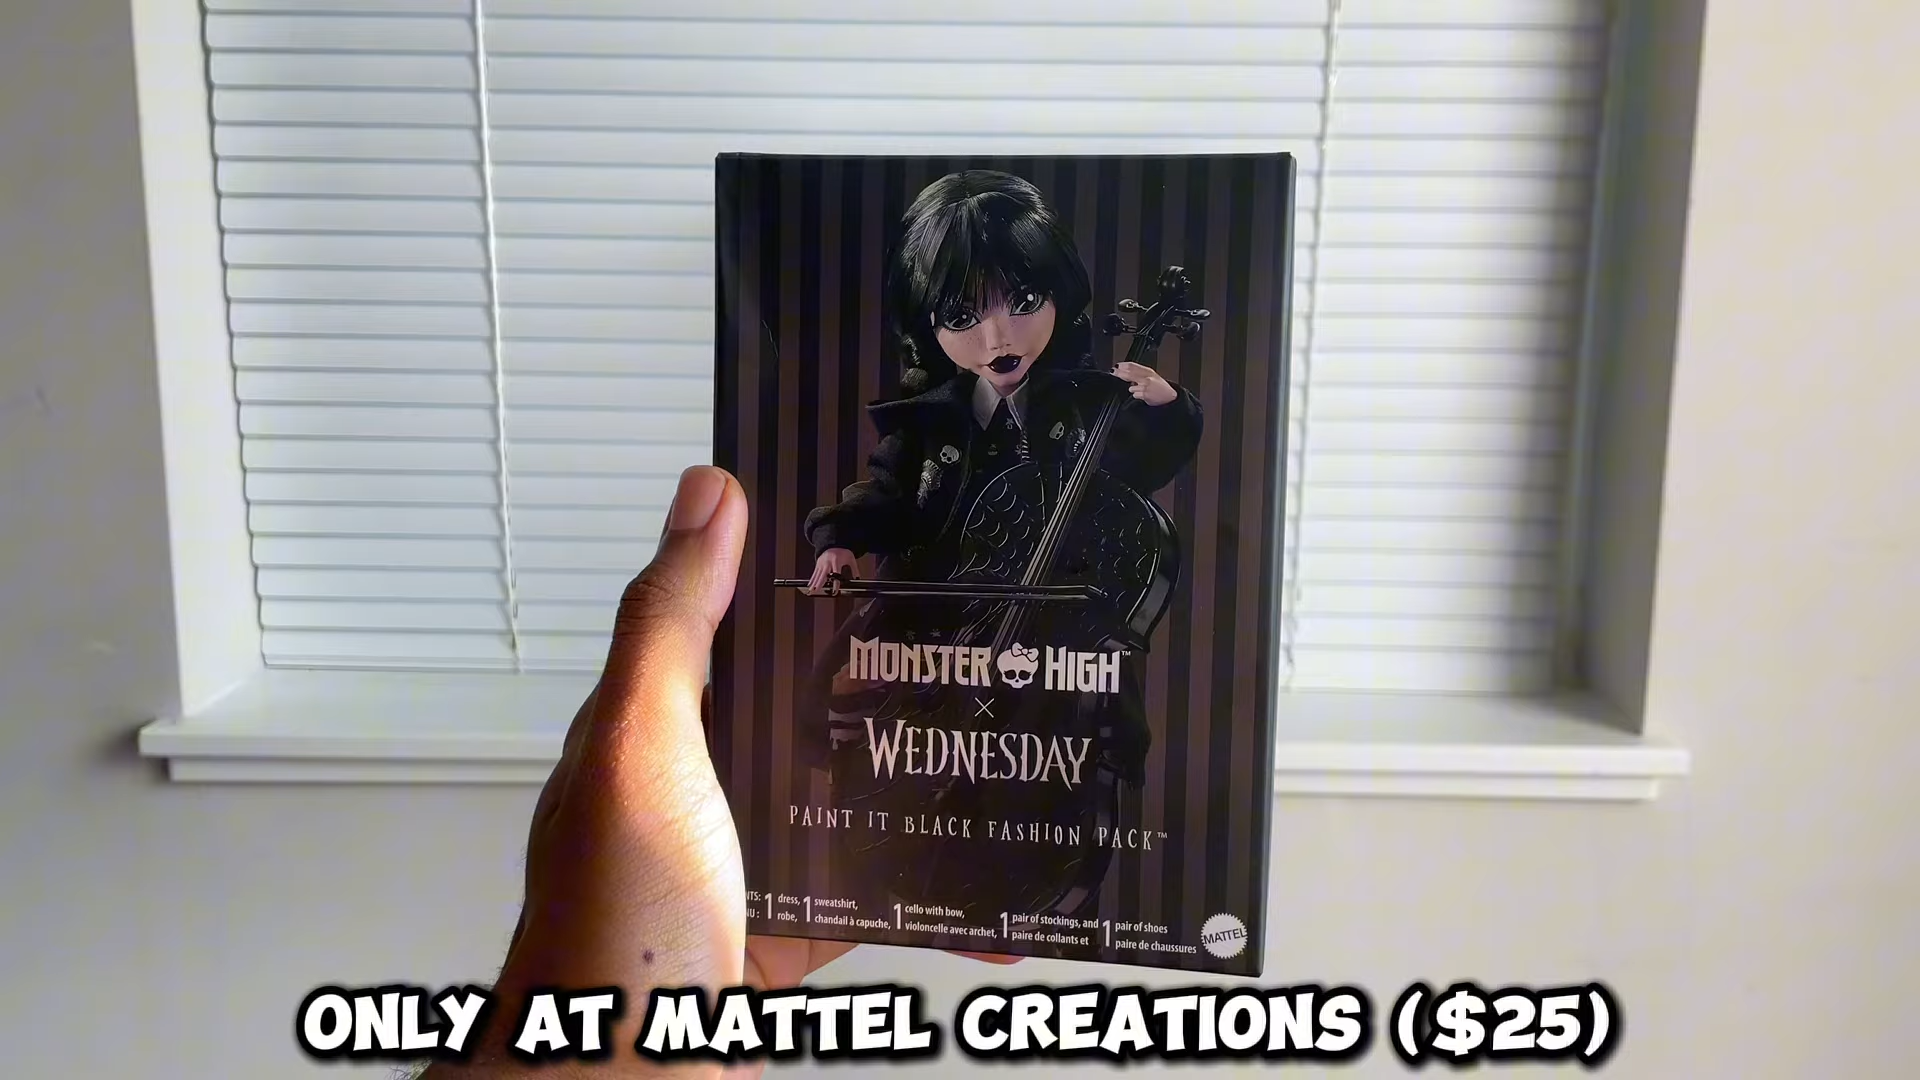 MONSTER HIGH™
×
WEDNESDAY
PAINT IT BLACK FASHION PACK™
1 dress, 1 sweatshirt, 1 cello with bow, 1 pair of stockings, and 1 pair of shoes
robe, chandail à capuche, violoncelle avec archet, paire de collants et paire de chaussures
MATTEL
ONLY AT MATTEL CREATIONS ($25)